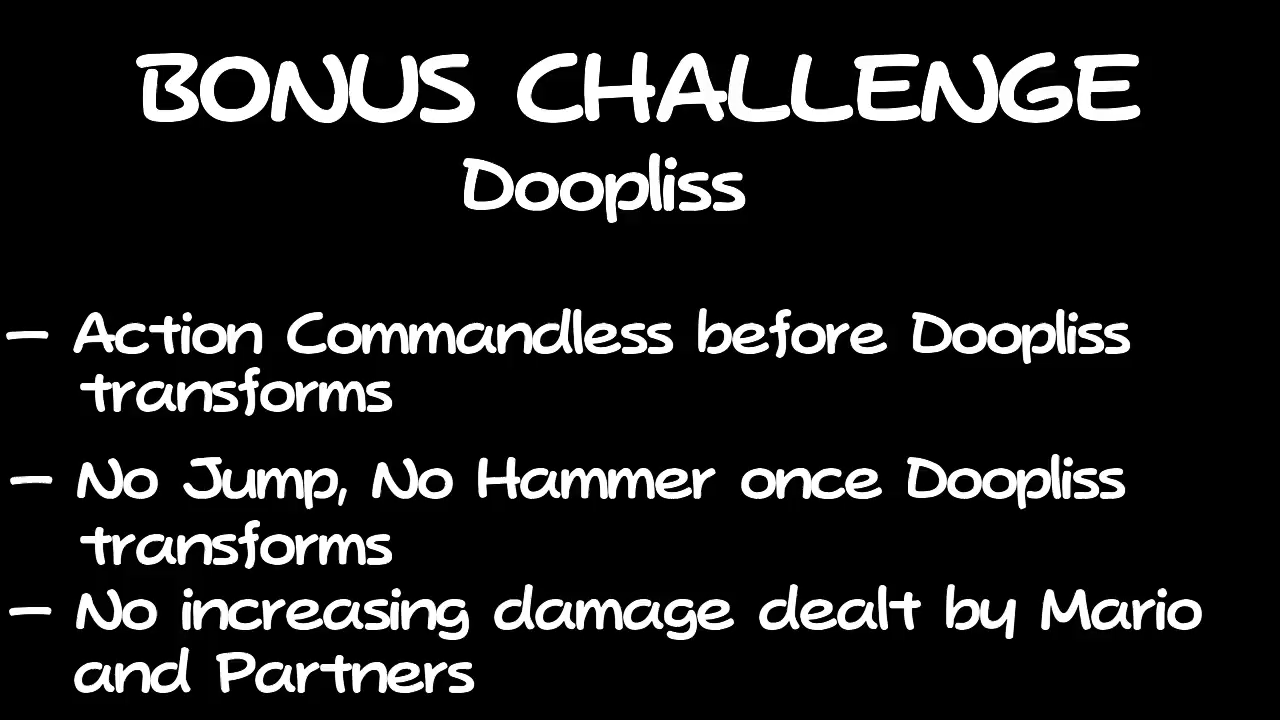 BONUS CHALLENGE
Doopliss
- Action Commandless before Doopliss
transforms
- No Jump, No Hammer once Doopliss
transforms
- No increasing damage dealt by Mario
and Partners